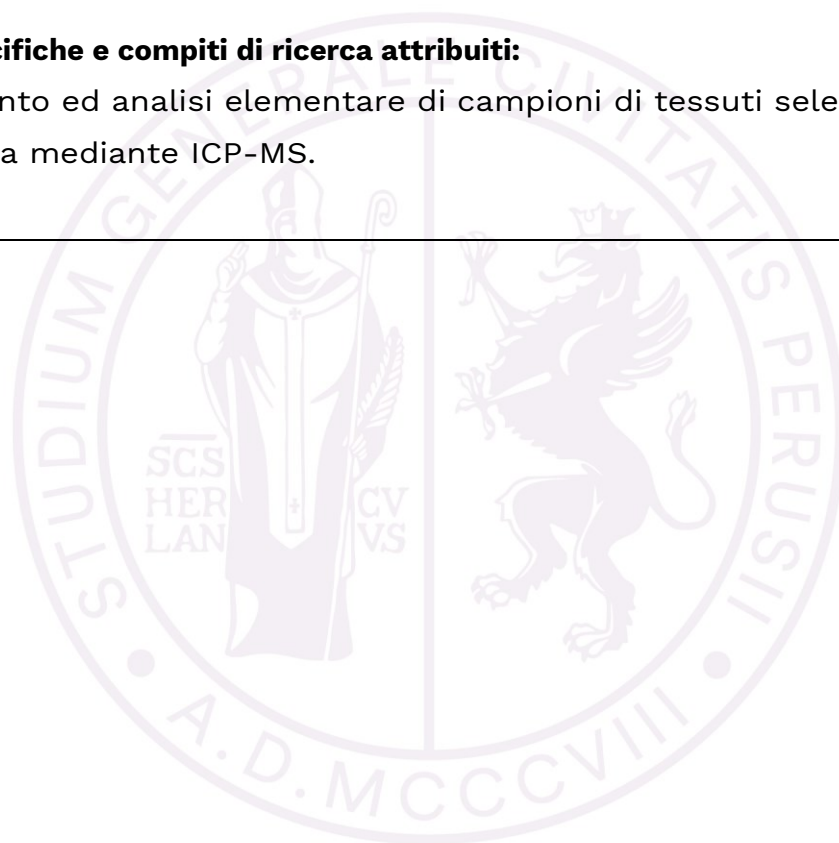 cifiche e compiti di ricerca attribuiti:
nto ed analisi elementare di campioni di tessuti sele
a mediante ICP-MS.
STUDIUM GENERALE CIVITATIS PERUSII
SCS
HER
LAN
CV
VS
• A.D. MCCCVIII •